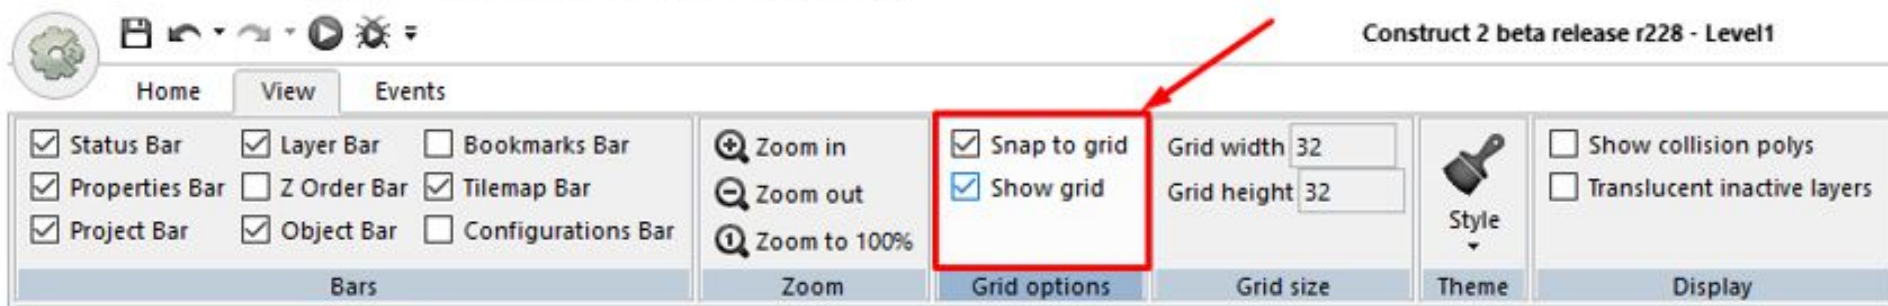 Construct 2 beta release r228 - Level1
Home View Events
Status Bar Layer Bar Bookmarks Bar
Properties Bar Z Order Bar Tilemap Bar
Project Bar Object Bar Configurations Bar
Bars
Zoom in
Zoom out
1 Zoom to 100%
Zoom
Snap to grid
Show grid
Grid options
Grid width 32
Grid height 32
Grid size
Style
Theme
Show collision polys
Translucent inactive layers
Display